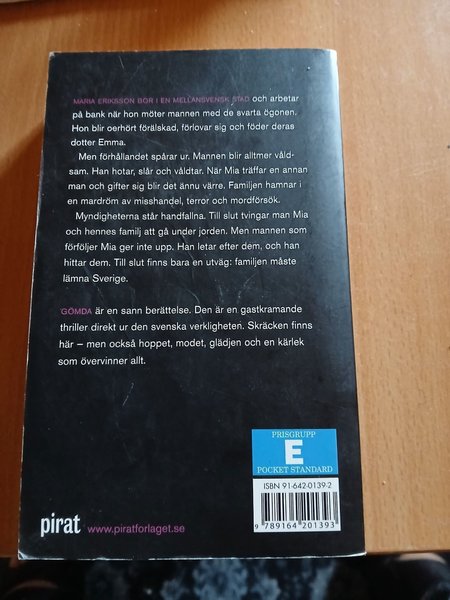 MARIA ERIKSSON BOR I EN MELLANSVENSK STAD och arbetar
på bank när hon möter mannen med de svarta ögonen.
Hon blir oerhört förälskad, förlovar sig och föder deras
dotter Emma.
Men förhållandet spårar ur. Mannen blir alltmer våld-
sam. Han hotar, slår och våldtar. När Mia träffar en annan
man och gifter sig blir det ännu värre. Familjen hamnar i
en mardröm av misshandel, terror och mordförsök.
Myndigheterna står handfallna. Till slut tvingar man Mia
och hennes familj att gå under jorden. Men mannen som
förföljer Mia ger inte upp. Han letar efter dem, och han
hittar dem. Till slut finns bara en utväg: familjen måste
lämna Sverige.
GÖMDA är en sann berättelse. Den är en gastkramande
thriller direkt ur den svenska verkligheten. Skräcken finns
här – men också hoppet, modet, glädjen och en kärlek
som övervinner allt.
PRISGRUPP
E
POCKET STANDARD
ISBN 91-642-0139-2
9 789164 201393
pirat www.piratforlaget.se